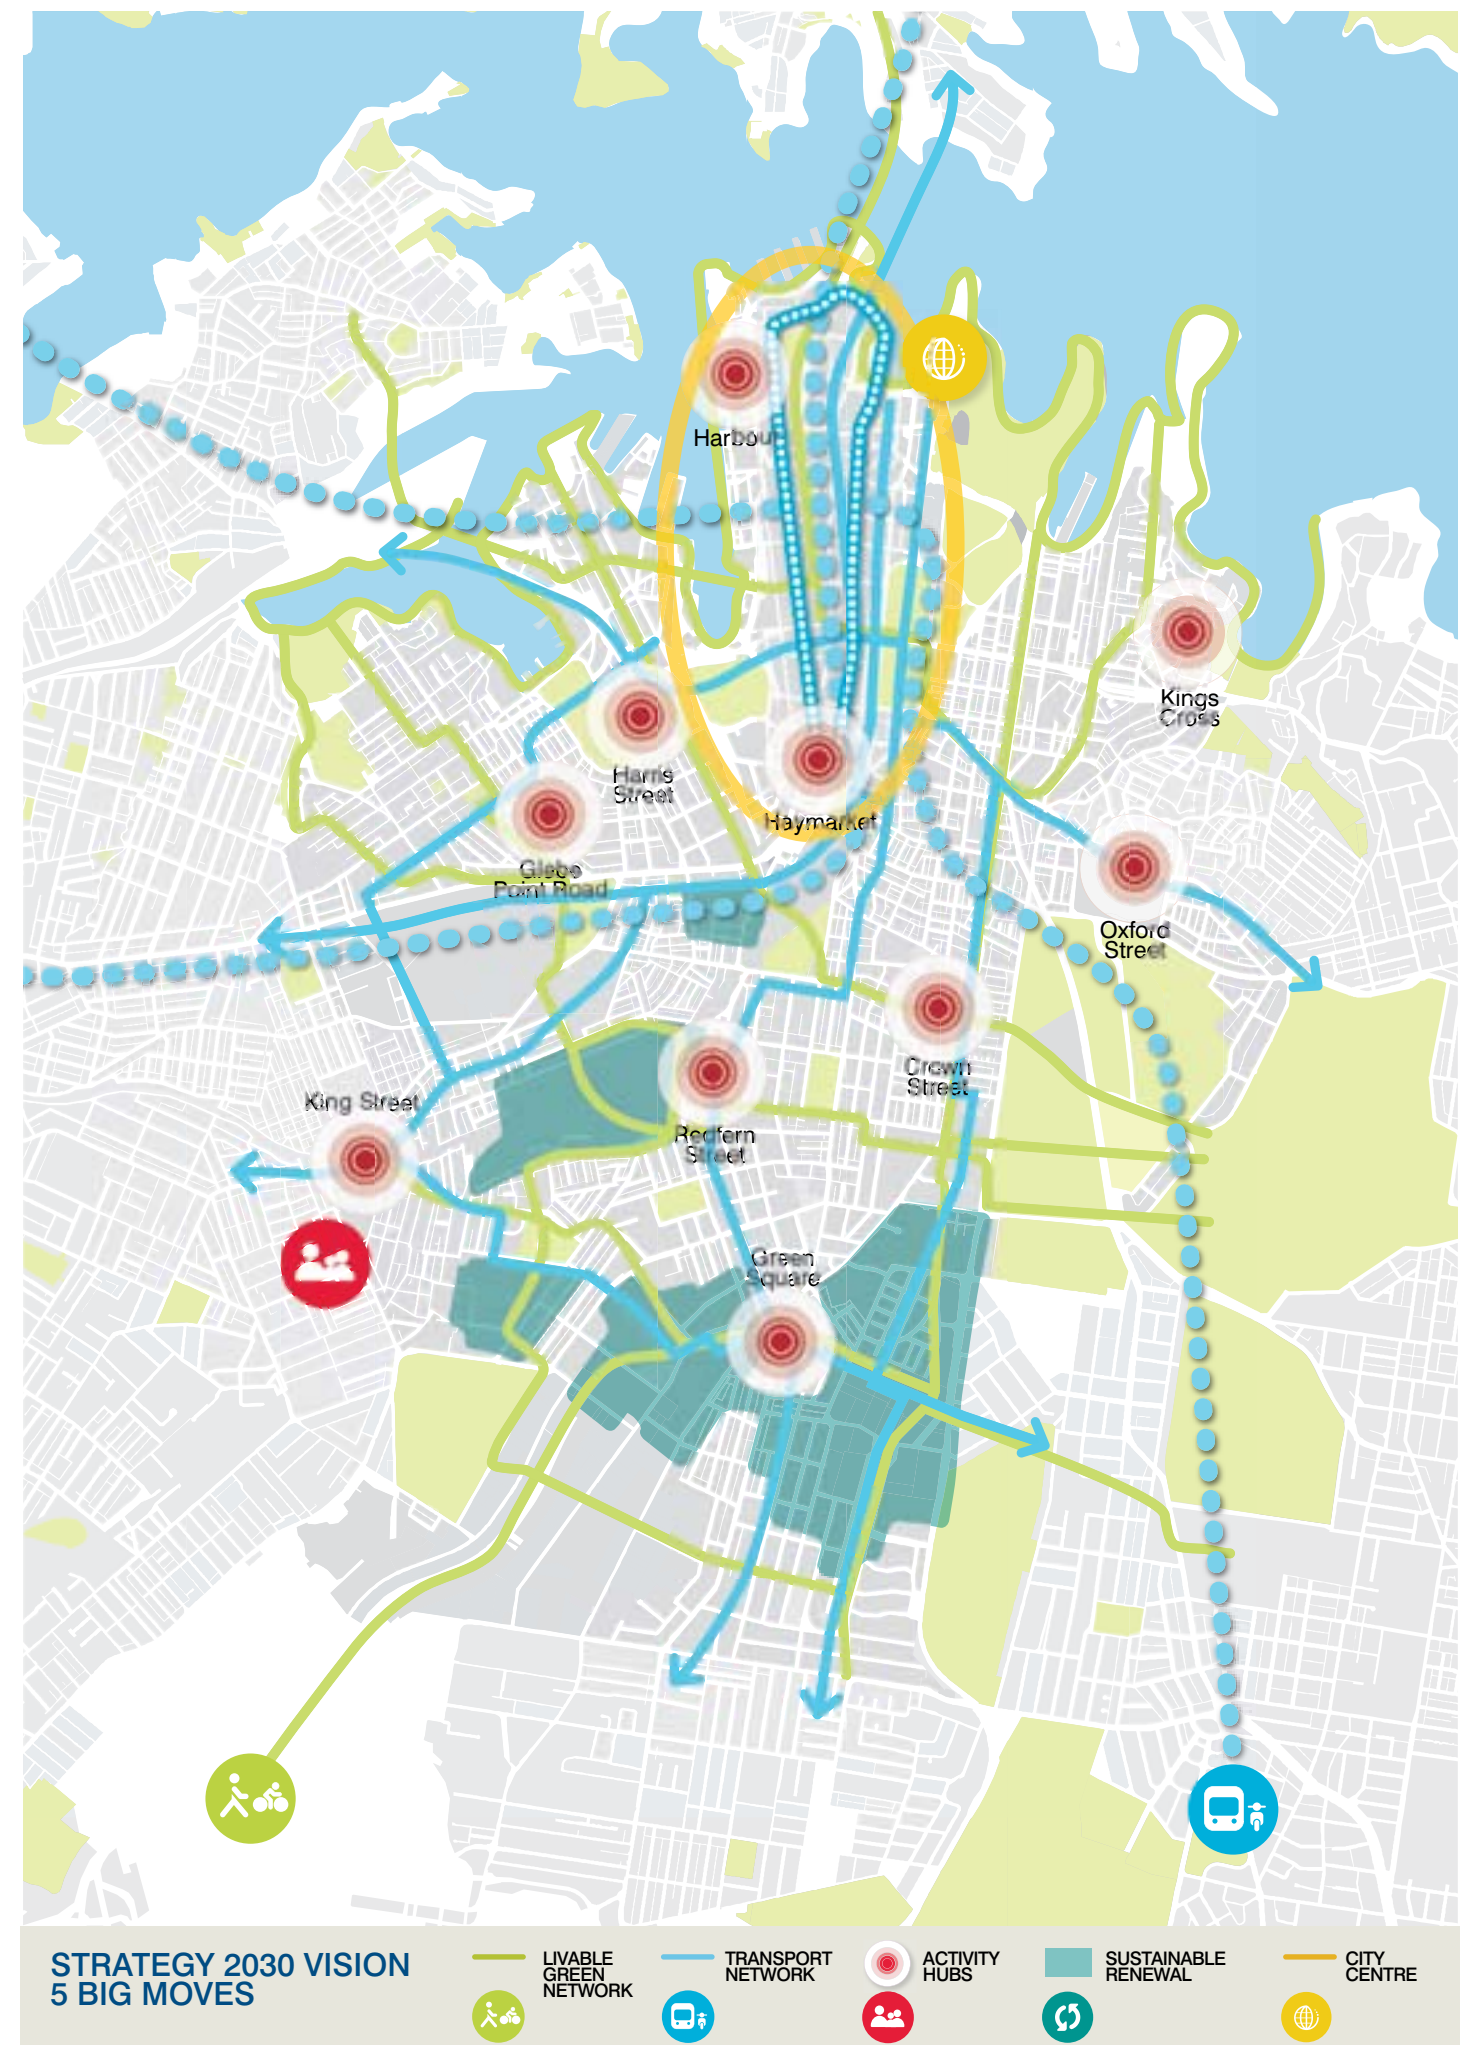 Harbour
Kings
Cross
Harris
Street
Haymarket
Glebe
Point Road
Oxford
Street
Crown
Street
King Street
Redfern
Street
Green
Square
STRATEGY 2030 VISION
5 BIG MOVES
LIVABLE
GREEN
NETWORK
TRANSPORT
NETWORK
ACTIVITY
HUBS
SUSTAINABLE
RENEWAL
CITY
CENTRE